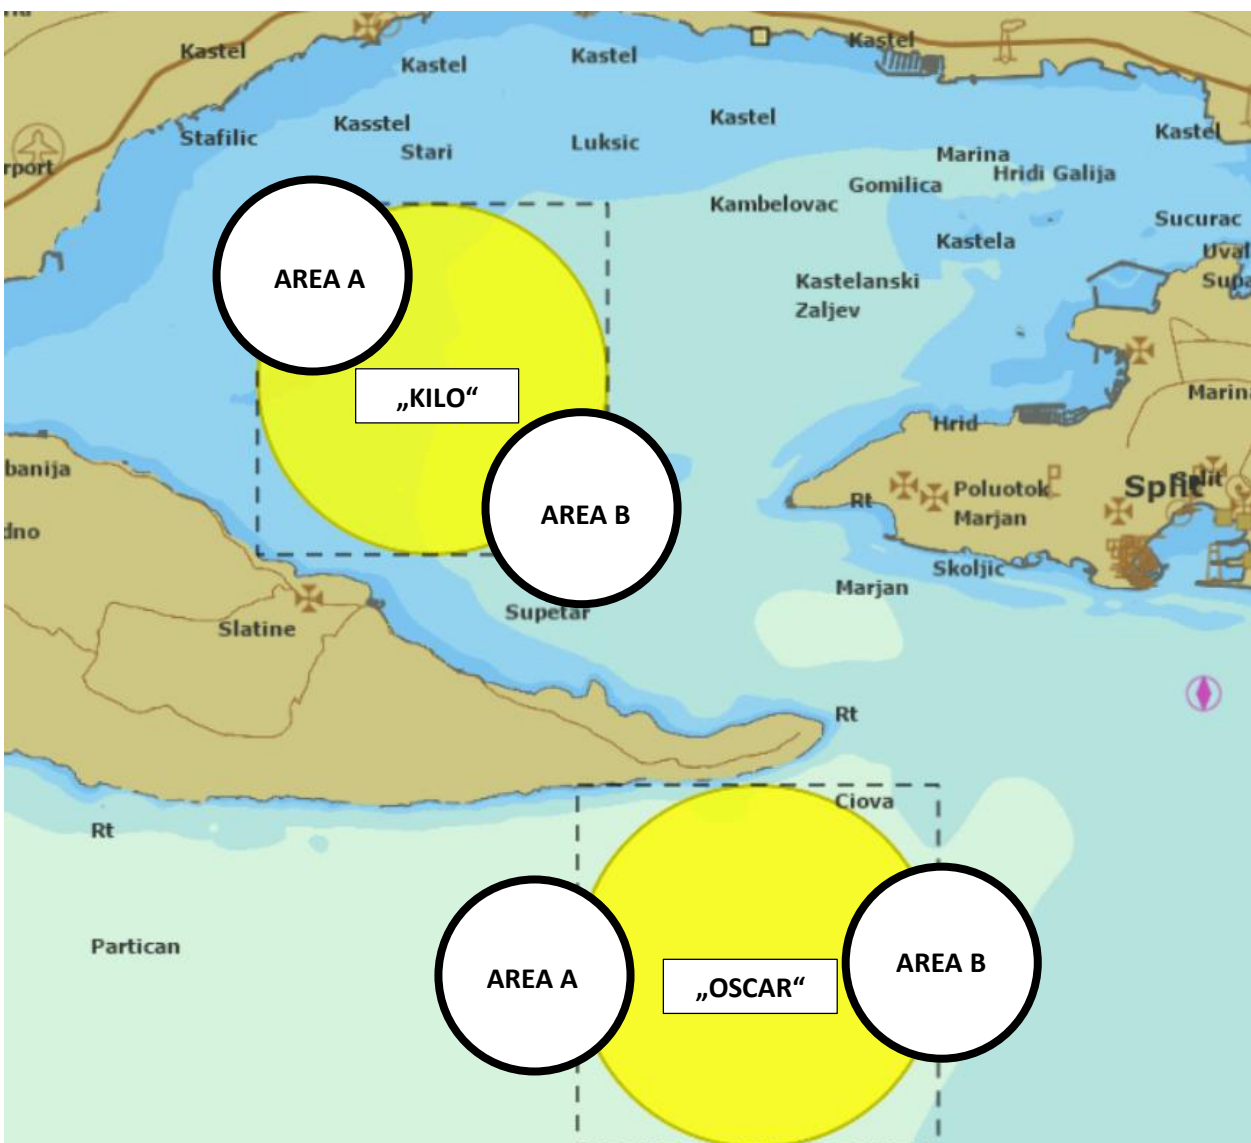 Kastel
Stafilic
rport
Kasstel
Kastel
Stari
Kastel
Luksic
Kastel
Kambelovac
Kastel
Gomilica
Marina
Kastela
Hridi Galija
Kastel
Sucurac
Kastelanski
Zaljev
AREA A
„KILO“
AREA B
banija
Hrid
Marina
Rt
Poluotok
Marjan
Split
Split
Skoljic
Marjan
Supetar
Slatine
Rt
Ciova
Rt
Partican
AREA A
„OSCAR“
AREA B